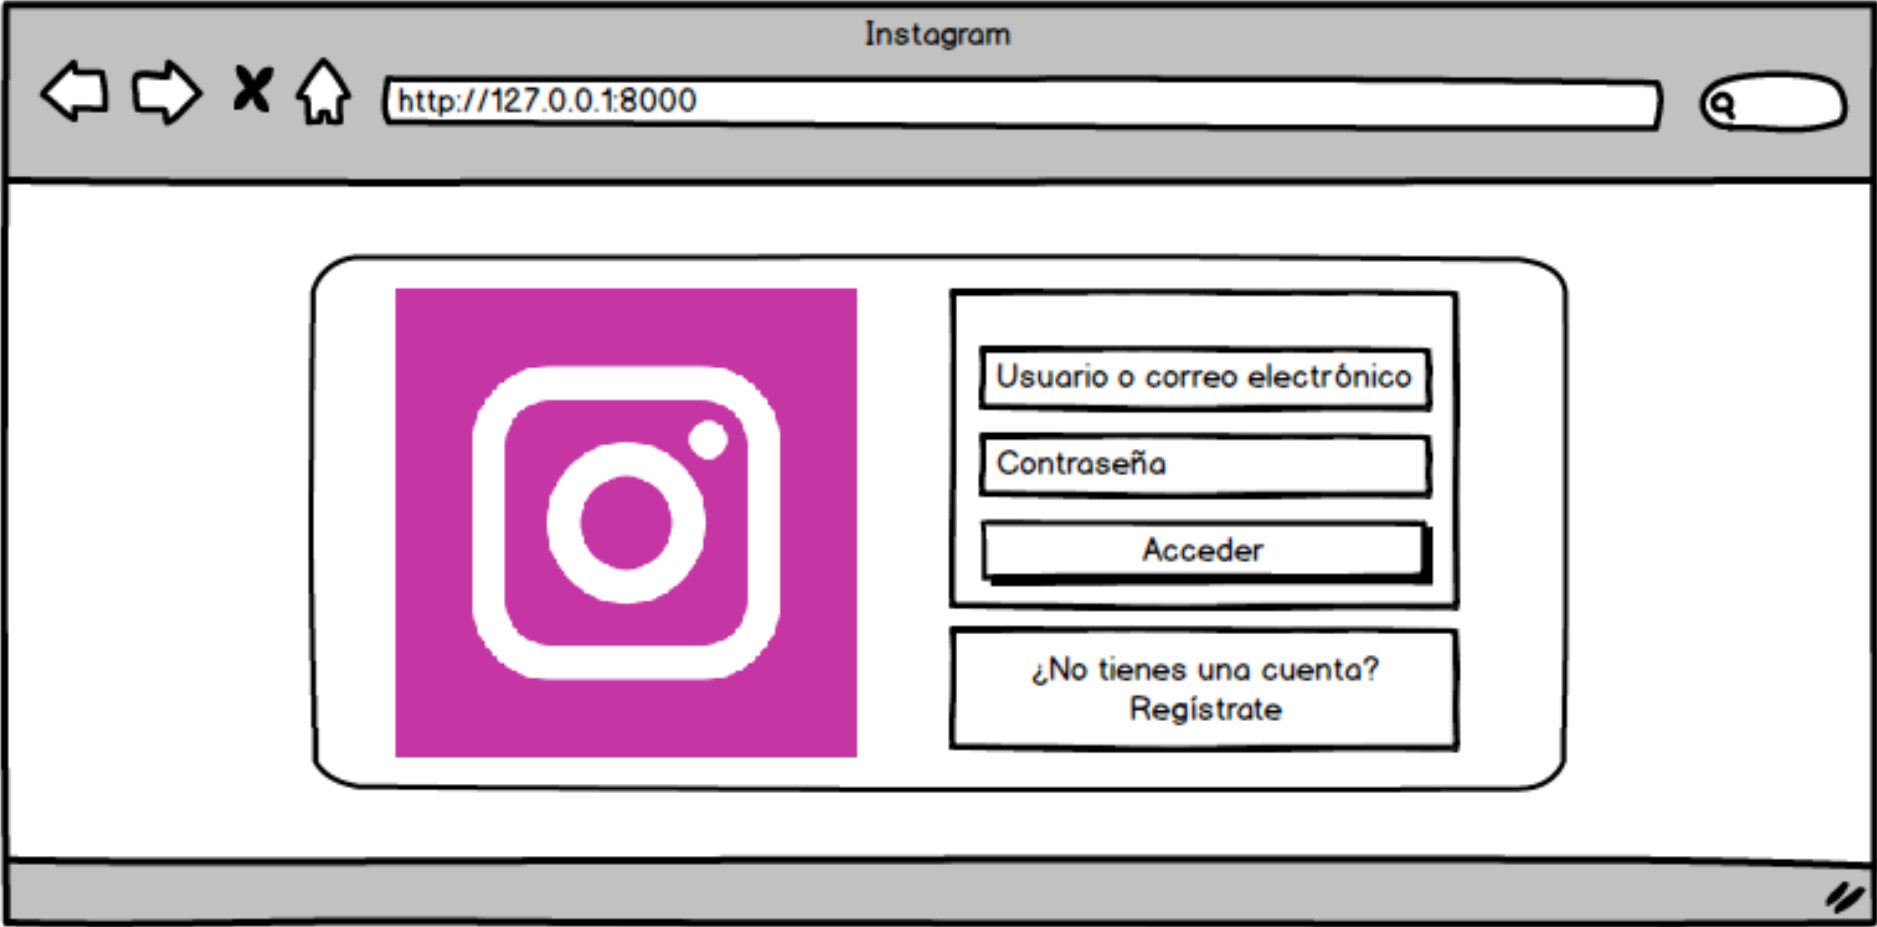 Instagram
http://127.0.0.1:8000
Usuario o correo electrónico
Contraseña
Acceder
¿No tienes una cuenta?
Regístrate